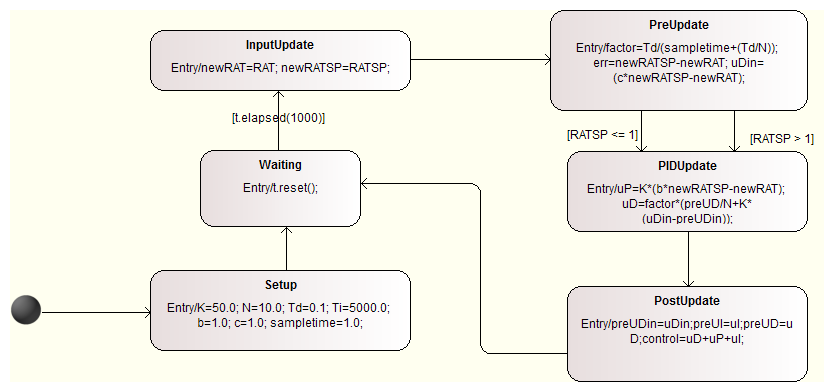 InputUpdate
Entry/newRAT=RAT; newRATSP=RATSP;
PreUpdate
Entry/factor=Td/(sampletime+(Td/N));
err=newRATSP-newRAT; uDin=
(c*newRATSP-newRAT);
[t.elapsed(1000)]
[RATSP <= 1]
[RATSP > 1]
Waiting
Entry/t.reset();
PIDUpdate
Entry/uP=K*(b*newRATSP-newRAT);
uD=factor*(preUD/N+K*
(uDin-preUDin));
Setup
Entry/K=50.0; N=10.0; Td=0.1; Ti=5000.0;
b=1.0; c=1.0; sampletime=1.0;
PostUpdate
Entry/preUDin=uDin;preUI=uI;preUD=u
D;control=uD+uP+uI;